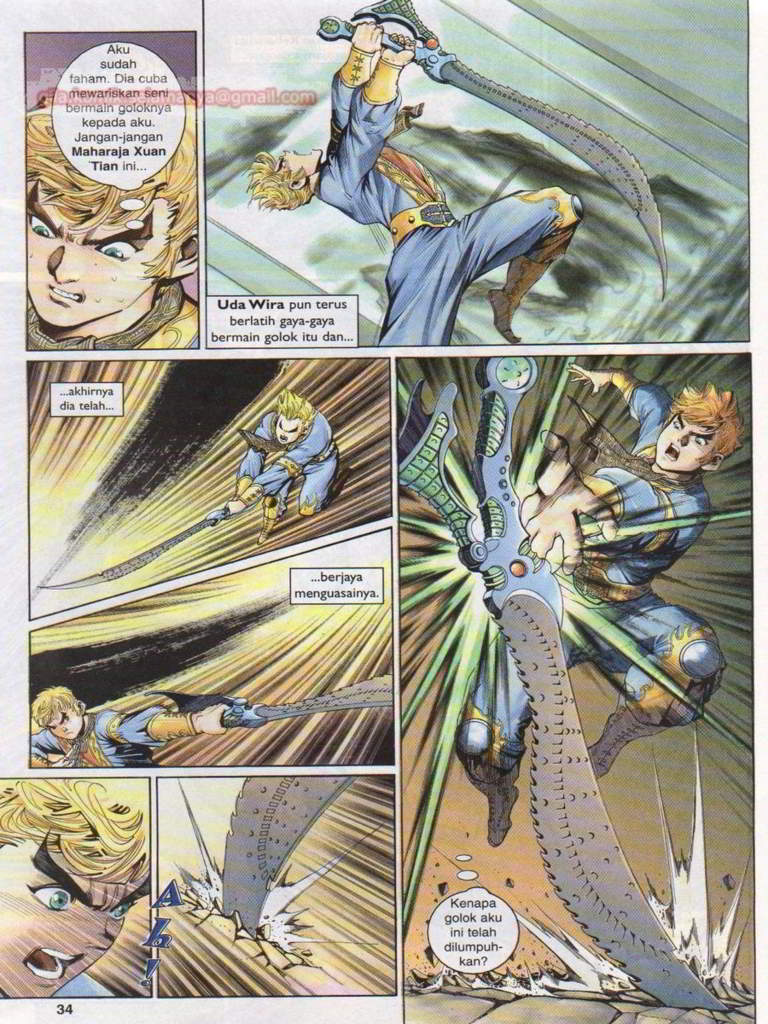 Aku
sudah
faham. Dia cuba
mewariskan seni
bermain goloknya
kepada aku.
Jangan-jangan
Maharaja Xuan
Tian ini...
Uda Wira pun terus
berlatih gaya-gaya
bermain golok itu dan...
...akhirnya
dia telah...
...berjaya
menguasainya.
Ah!
Kenapa
golok aku
ini telah
dilumpuh-
kan?
34